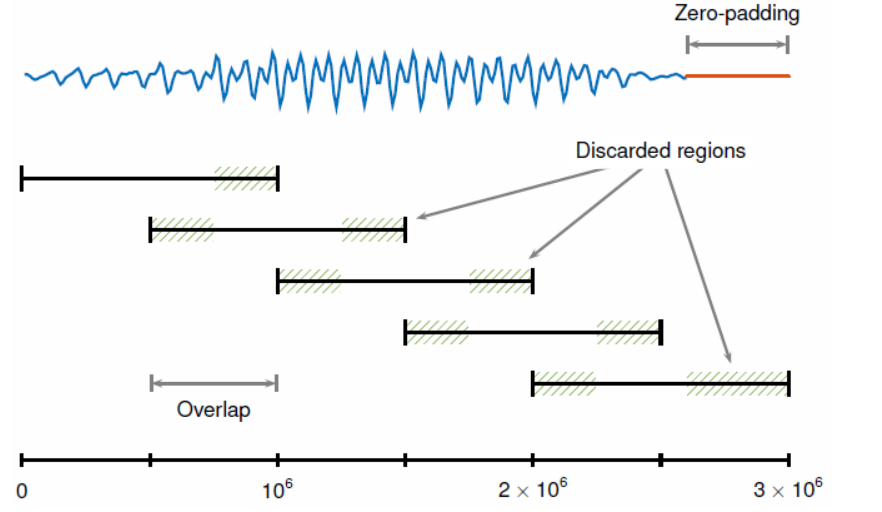 Zero-padding
Discarded regions
Overlap
0
10⁶
2 × 10⁶
3 × 10⁶